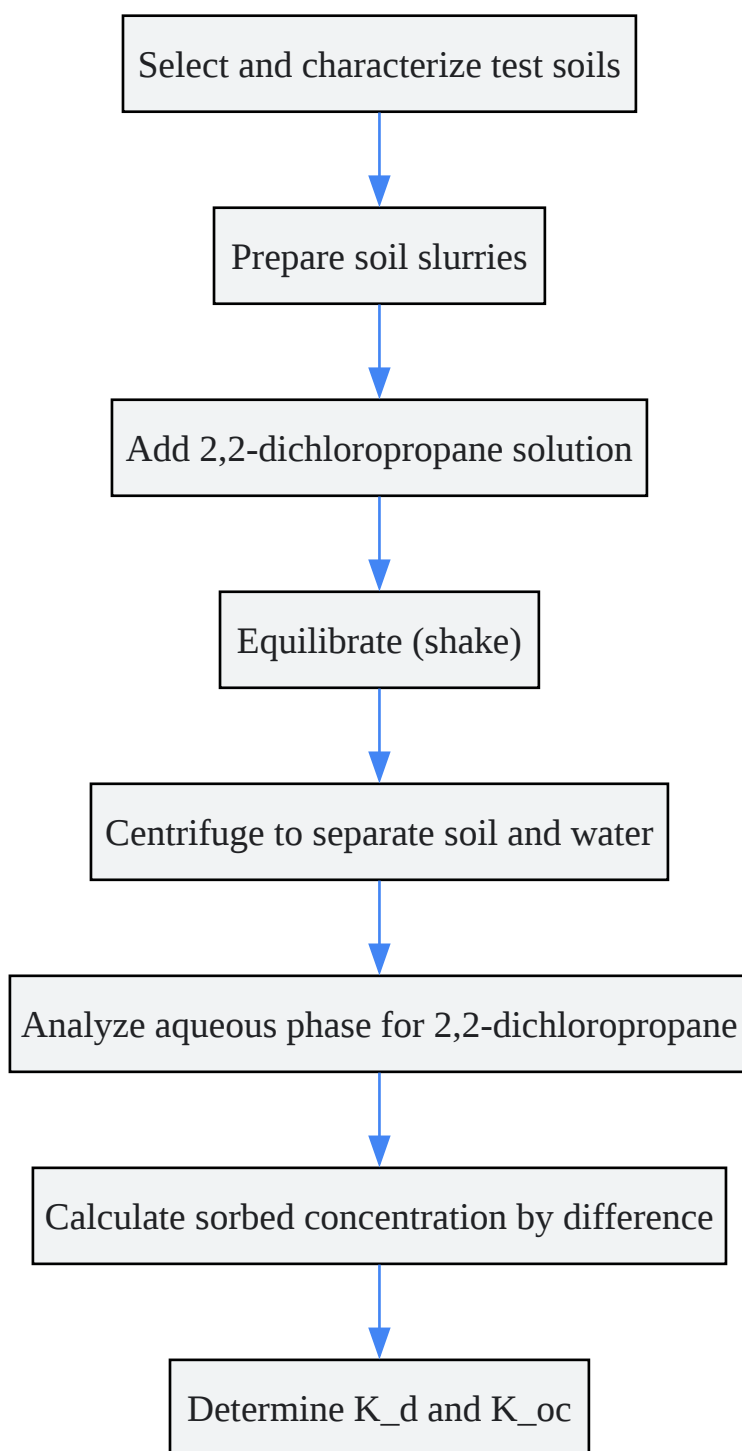 Select and characterize test soils
Prepare soil slurries
Add 2,2-dichloropropane solution
Equilibrate (shake)
Centrifuge to separate soil and water
Analyze aqueous phase for 2,2-dichloropropane
Calculate sorbed concentration by difference
Determine K_d and K_oc